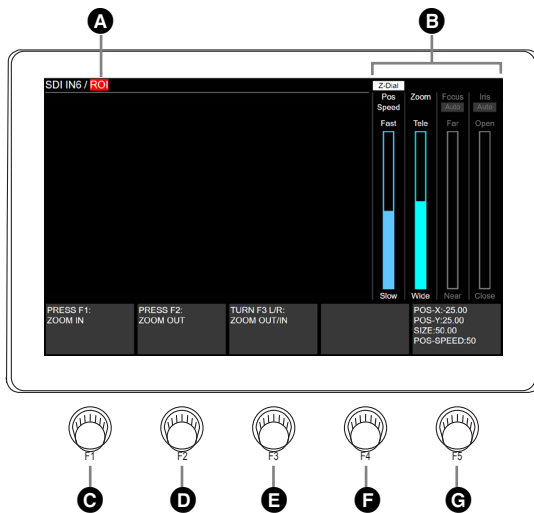 A
B
SDI IN6 / ROI
Z-Dial
Pos Speed
Zoom
Focus
Iris
Auto
Auto
Fast
Tele
Far
Open
Slow
Wide
Near
Close
PRESS F1:
ZOOM IN
PRESS F2:
ZOOM OUT
TURN F3 L/R:
ZOOM OUT/IN
POS-X:-25.00
POS-Y:25.00
SIZE:50.00
POS-SPEED:50
F1
F2
F3
F4
F5
C
D
E
F
G